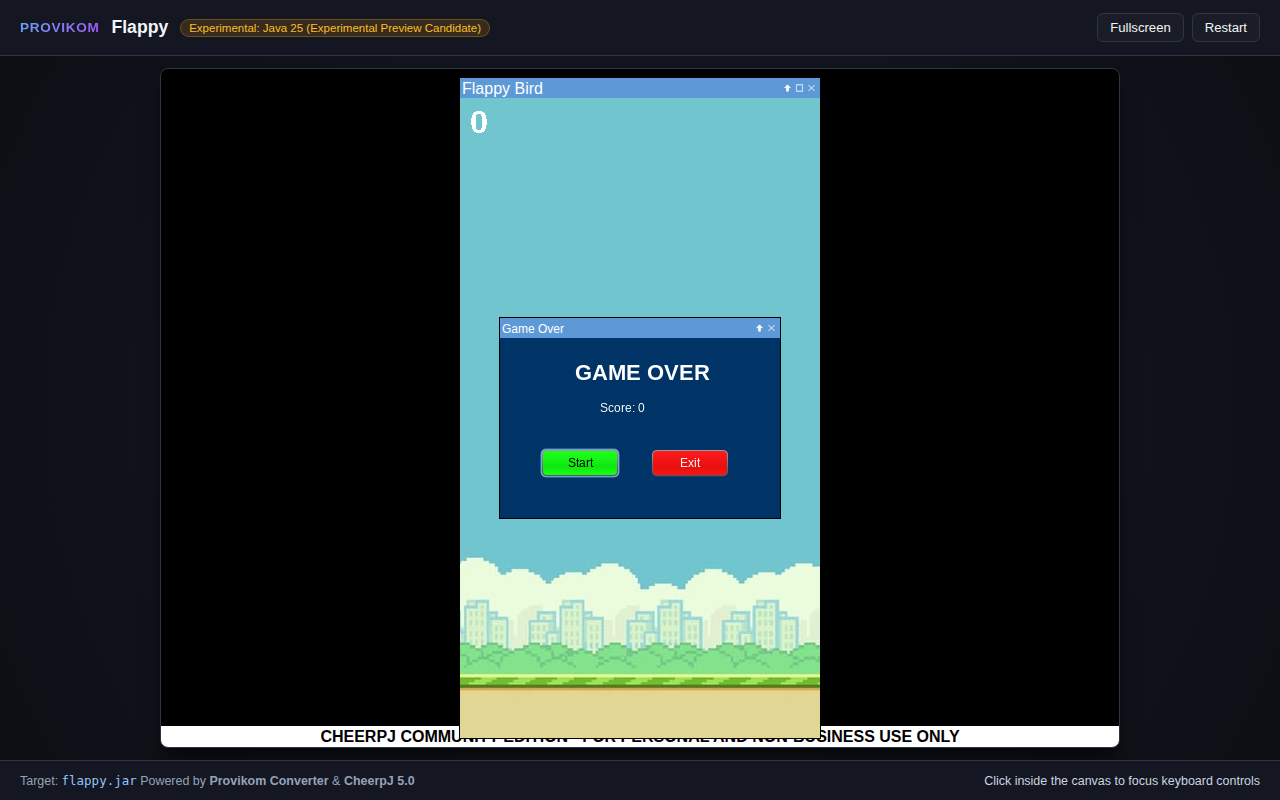 PROVIKOM Flappy Experimental: Java 25 (Experimental Preview Candidate) Fullscreen Restart
Flappy Bird
0
Game Over
GAME OVER
Score: 0
Start Exit
CHEERPJ COMMUNITY EDITION - FOR PERSONAL AND NON-BUSINESS USE ONLY
Target: flappy.jar Powered by Provikom Converter & CheerpJ 5.0 Click inside the canvas to focus keyboard controls